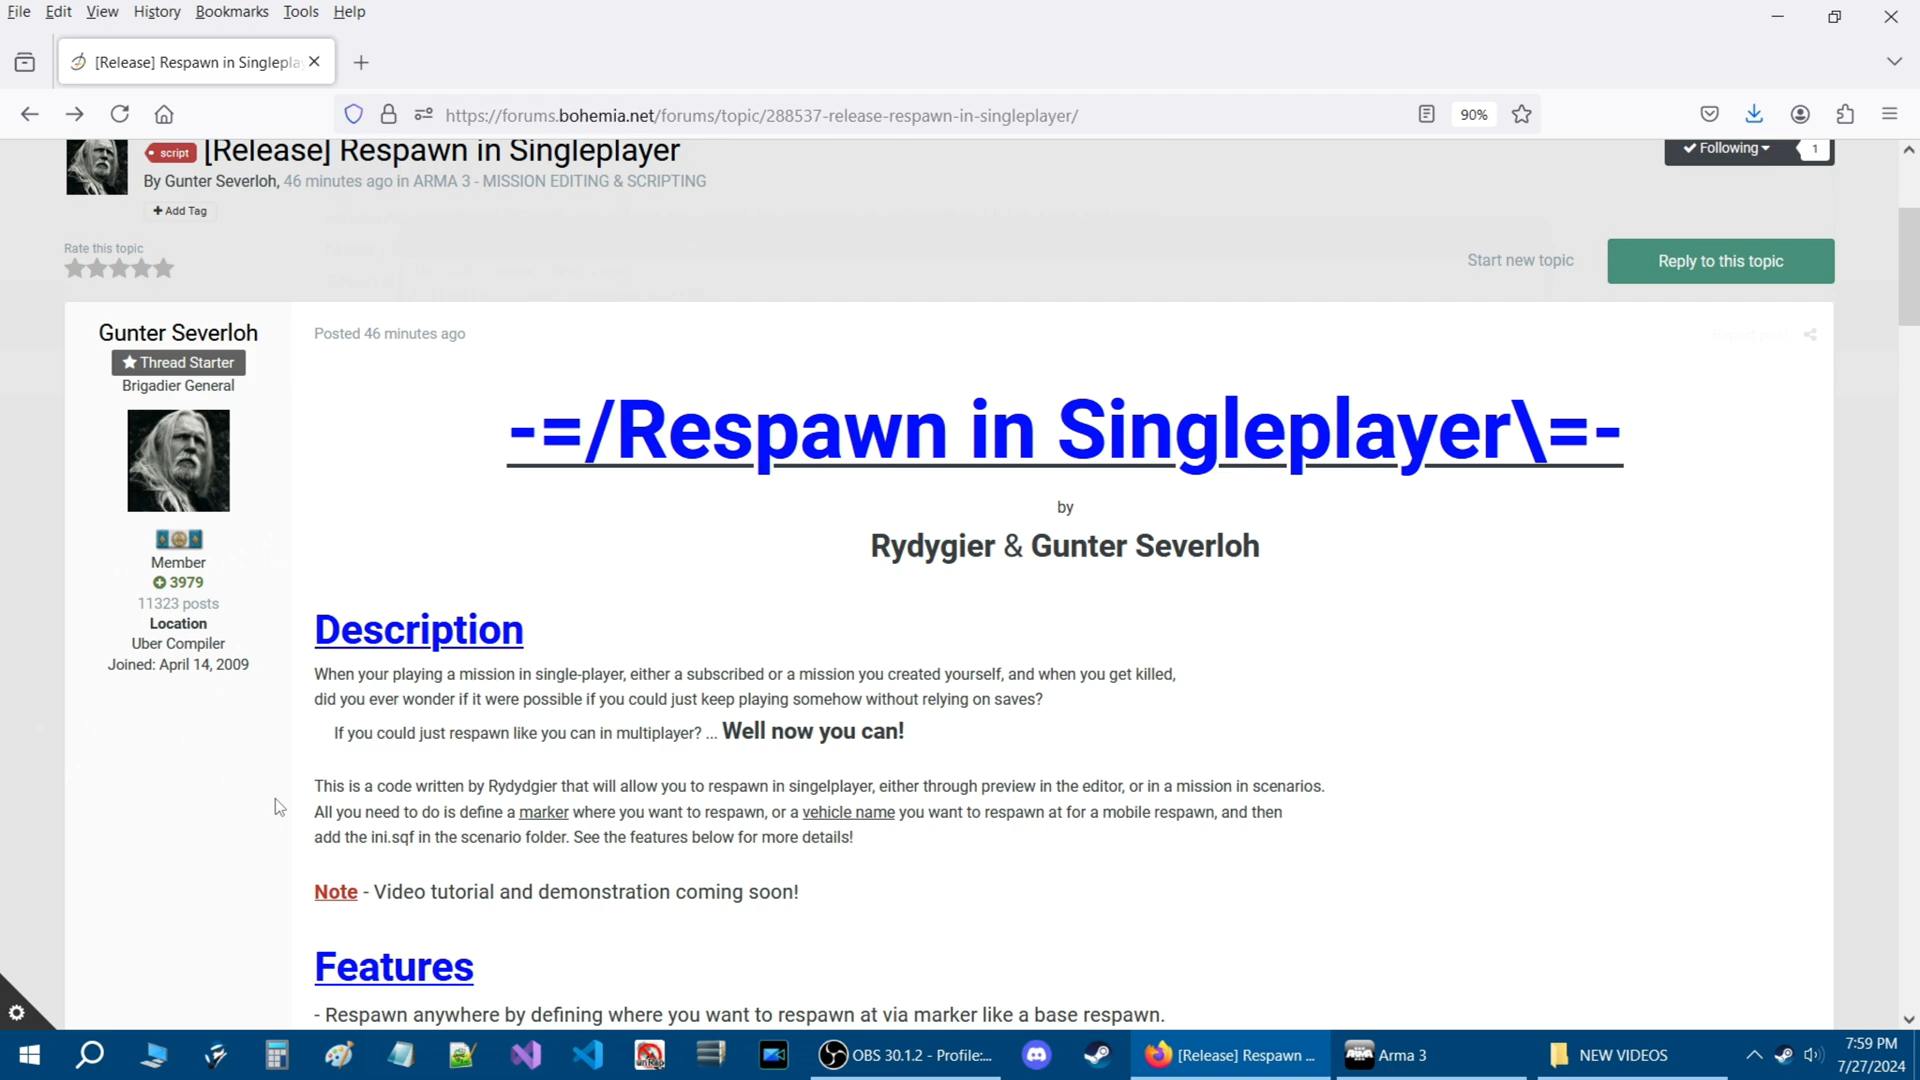 File Edit View History Bookmarks Tools Help
[Release] Respawn in Singlepla
https://forums.bohemia.net/forums/topic/288537-release-respawn-in-singleplayer/
90%
script [Release] Respawn in Singleplayer
Following 1
By Gunter Severloh, 46 minutes ago in ARMA 3 - MISSION EDITING & SCRIPTING
+ Add Tag
Rate this topic
Start new topic
Reply to this topic
Gunter Severloh
Thread Starter
Brigadier General
Member
3979
11323 posts
Location
Uber Compiler
Joined: April 14, 2009
Posted 46 minutes ago
Report post
-=/Respawn in Singleplayer\=-
by
Rydygier & Gunter Severloh
Description
When your playing a mission in single-player, either a subscribed or a mission you created yourself, and when you get killed,
did you ever wonder if it were possible if you could just keep playing somehow without relying on saves?
If you could just respawn like you can in multiplayer? ... Well now you can!
This is a code written by Rydydgier that will allow you to respawn in singelplayer, either through preview in the editor, or in a mission in scenarios.
All you need to do is define a marker where you want to respawn, or a vehicle name you want to respawn at for a mobile respawn, and then
add the ini.sqf in the scenario folder. See the features below for more details!
Note - Video tutorial and demonstration coming soon!
Features
- Respawn anywhere by defining where you want to respawn at via marker like a base respawn.
OBS 30.1.2 - Profile:...
[Release] Respawn ...
Arma 3
NEW VIDEOS
7:59 PM
7/27/2024